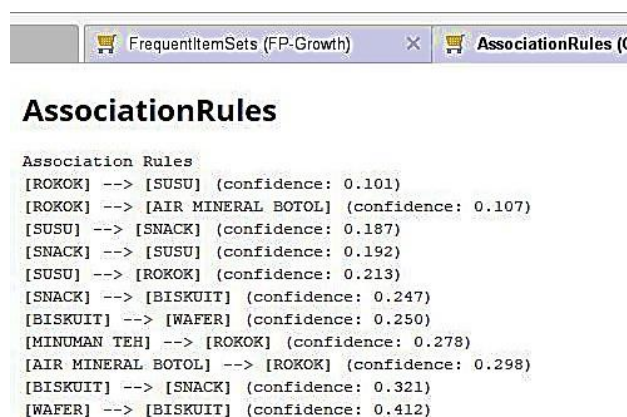 FrequentItemSets (FP-Growth)
AssociationRules (
AssociationRules
Association Rules
[ROKOK] --> [SUSU] (confidence: 0.101)
[ROKOK] --> [AIR MINERAL BOTOL] (confidence: 0.107)
[SUSU] --> [SNACK] (confidence: 0.187)
[SNACK] --> [SUSU] (confidence: 0.192)
[SUSU] --> [ROKOK] (confidence: 0.213)
[SNACK] --> [BISKUIT] (confidence: 0.247)
[BISKUIT] --> [WAFER] (confidence: 0.250)
[MINUMAN TEH] --> [ROKOK] (confidence: 0.278)
[AIR MINERAL BOTOL] --> [ROKOK] (confidence: 0.298)
[BISKUIT] --> [SNACK] (confidence: 0.321)
[WAFER] --> [BISKUIT] (confidence: 0.412)